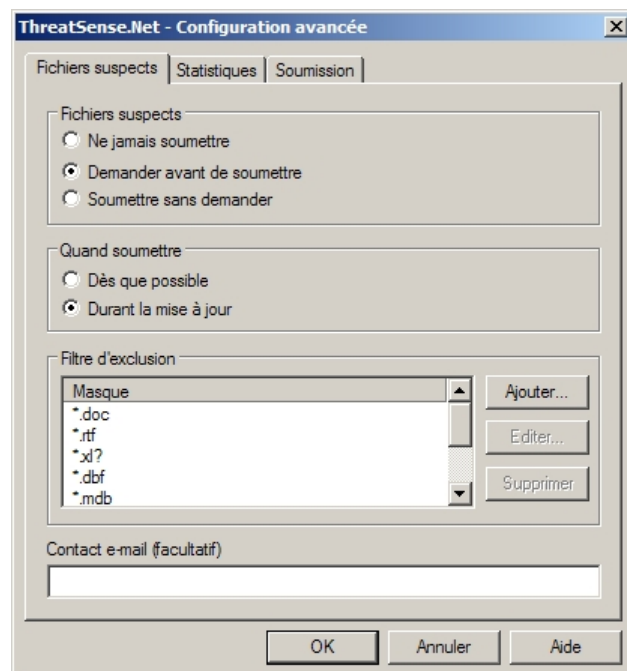 ThreatSense.Net - Configuration avancée
Fichiers suspects Statistiques Soumission
Fichiers suspects
Ne jamais soumettre
Demander avant de soumettre
Soumettre sans demander
Quand soumettre
Dès que possible
Durant la mise à jour
Filtre d'exclusion
Masque
*.doc
*.rtf
*.xl?
*.dbf
*.mdb
Ajouter...
Editer...
Supprimer
Contact e-mail (facultatif)
OK Annuler Aide